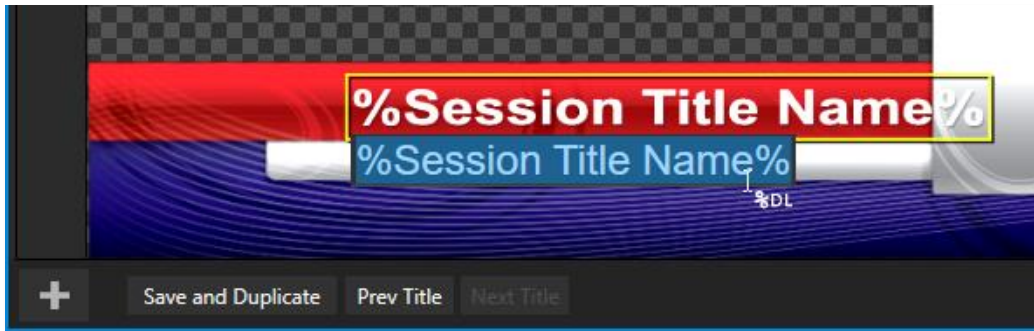 %Session Title Name%
%Session Title Name%
%DL
Save and Duplicate Prev Title Next Title